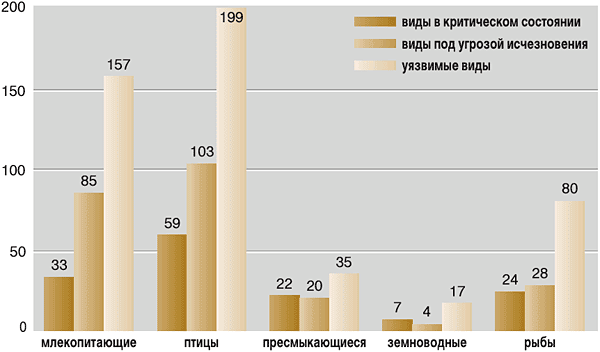 200
150
100
50
0
виды в критическом состоянии
виды под угрозой исчезновения
уязвимые виды
33
85
157
59
103
199
22
20
35
7
4
17
24
28
80
млекопитающие
птицы
пресмыкающиеся
земноводные
рыбы